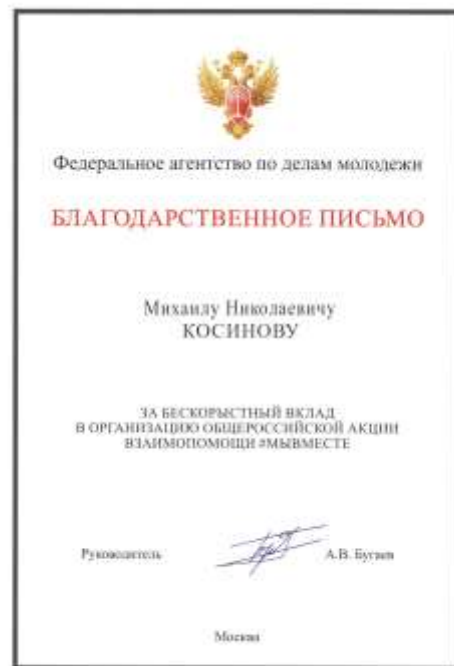 Федеральное агентство по делам молодежи
БЛАГОДАРСТВЕННОЕ ПИСЬМО
Михаилу Николаевичу
КОСИНОВУ
ЗА БЕСКОРЫСТНЫЙ ВКЛАД
В ОРГАНИЗАЦИЮ ОБЩЕРОССИЙСКОЙ АКЦИИ
ВЗАИМОПОМОЩИ #МЫВМЕСТЕ
Руководитель А.В. Бугаев
Москва